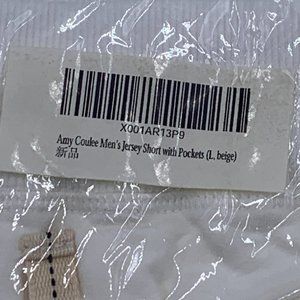 X001AR13P9
Amy Coulee Men's Jersey Short with Pockets (L, beige)
新品